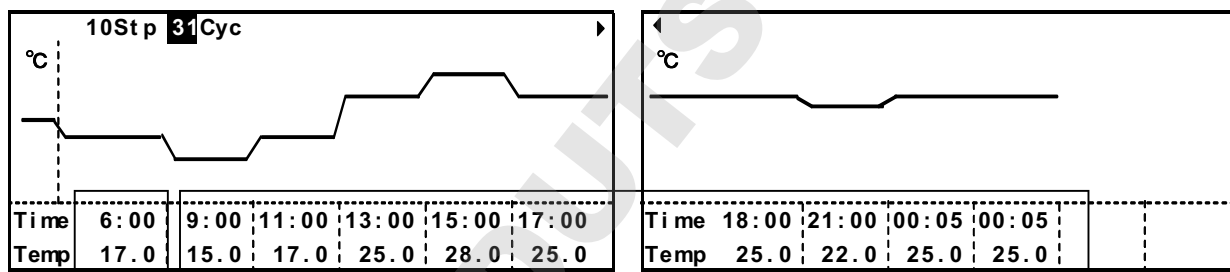 10Stp 31Cyc
℃
Time 6:00 9:00 11:00 13:00 15:00 17:00
Temp 17.0 15.0 17.0 25.0 28.0 25.0
℃
Time 18:00 21:00 00:05 00:05
Temp 25.0 22.0 25.0 25.0